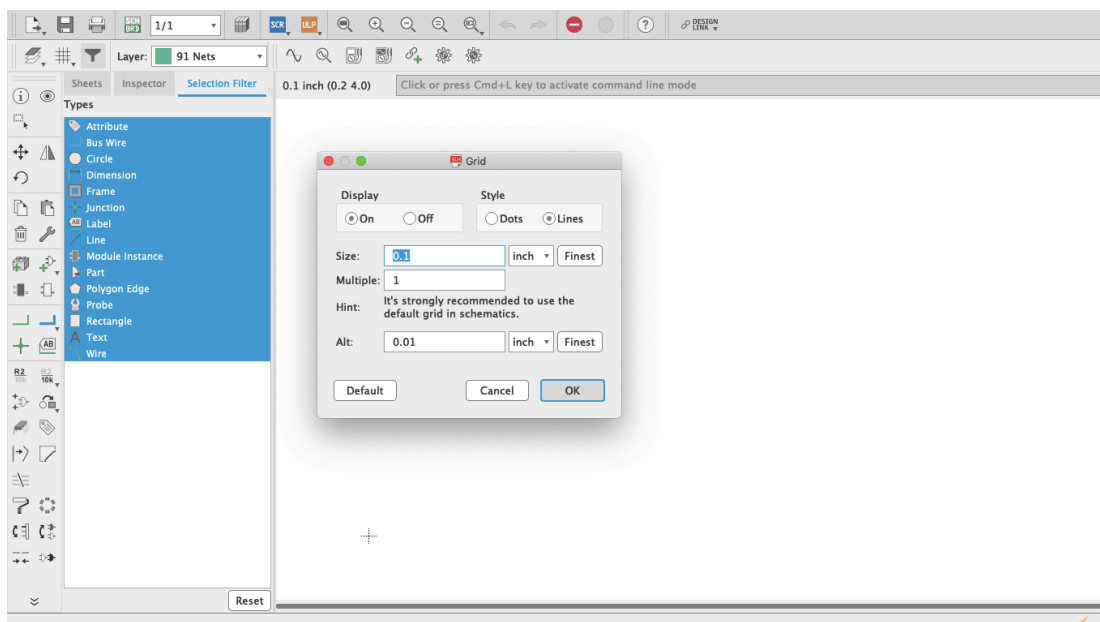 SCH
BRD
1/1
SCR
ULP
DESIGN
LINK
Layer: 91 Nets
Sheets Inspector Selection Filter
0.1 inch (0.2 4.0)
Click or press Cmd+L key to activate command line mode
Types
Attribute
Bus Wire
Circle
Dimension
Frame
Junction
Label
Line
Module Instance
Part
Polygon Edge
Probe
Rectangle
Text
Wire
Reset
AB
R2
10k
R2
10k
Grid
Display
On Off
Style
Dots Lines
Size: 0.1 inch Finest
Multiple: 1
Hint: It's strongly recommended to use the
default grid in schematics.
Alt: 0.01 inch Finest
Default Cancel OK